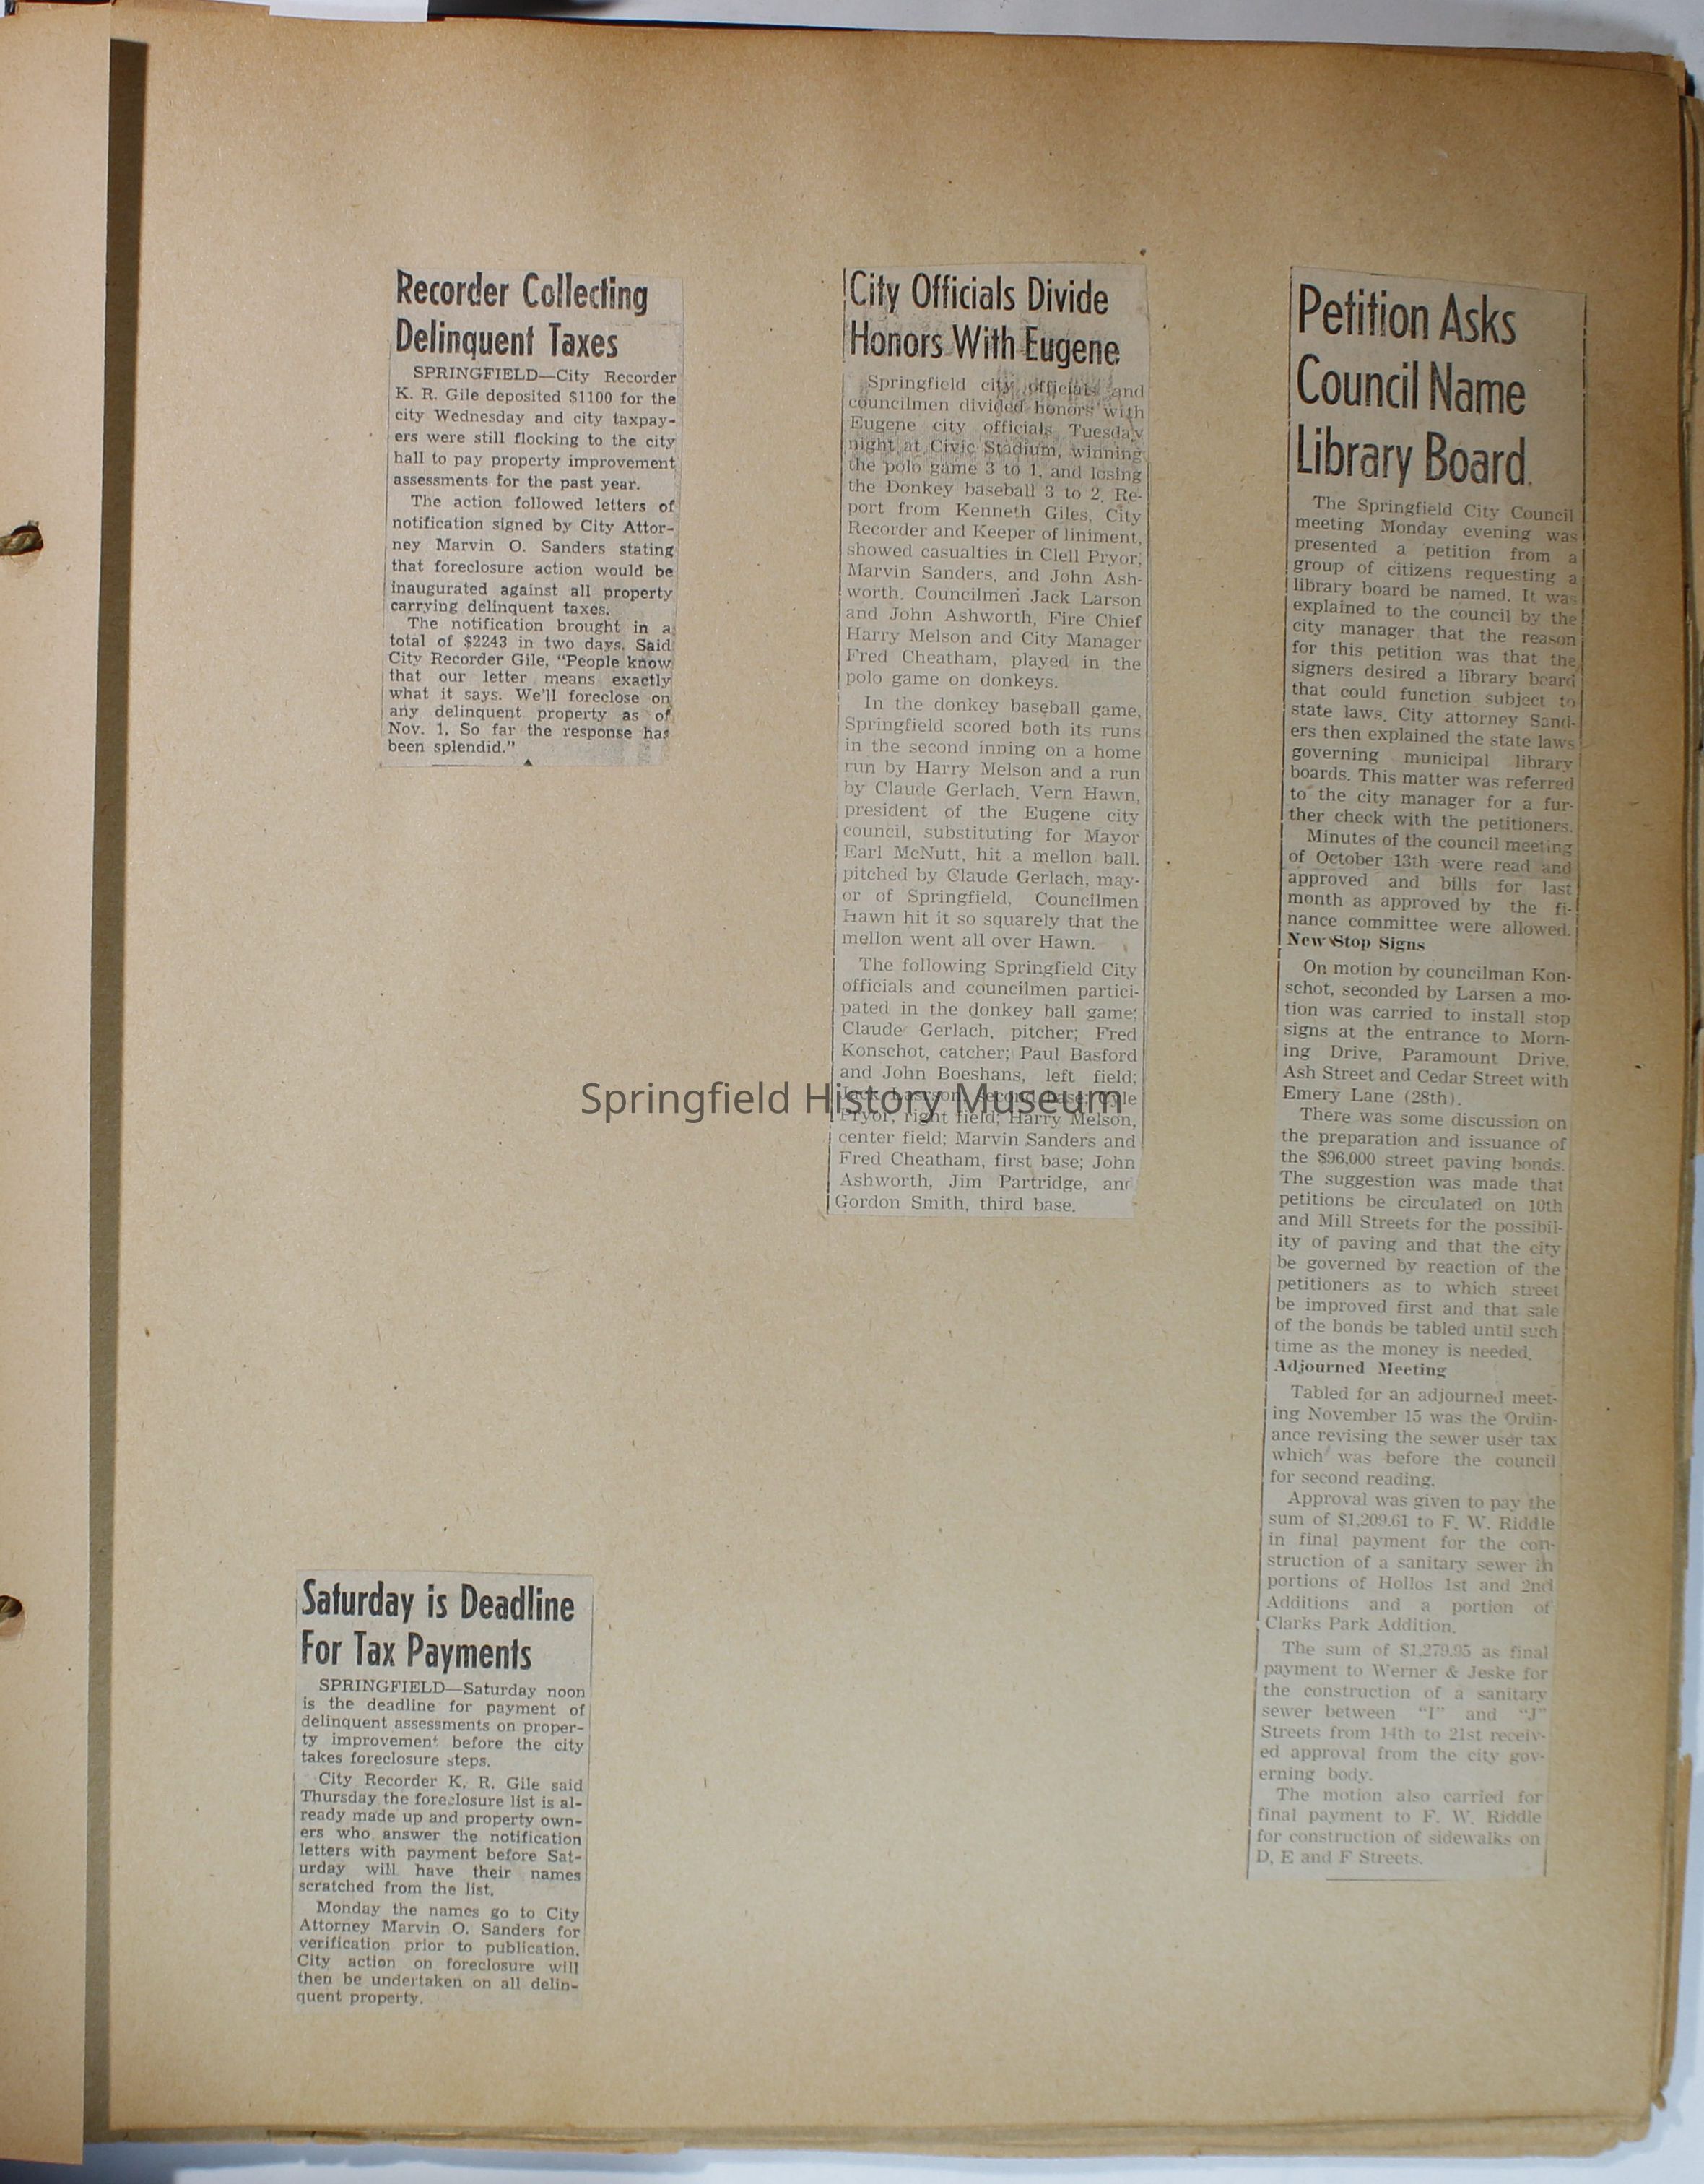 Recorder Collecting
Delinquent Taxes
SPRINGFIELD—City Recorder
K. R. Gile deposited $1100 for the
city Wednesday and city taxpay-
ers were still flocking to the city
hall to pay property improvement
assessments for the past year.
The action followed letters of
notification signed by City Attor-
ney Marvin O. Sanders stating
that foreclosure action would be
inaugurated against all property
carrying delinquent taxes.
The notification brought in a
total of $2243 in two days. Said
City Recorder Gile, "People know
that our letter means exactly
what it says. We'll foreclose on
any delinquent property as of
Nov. 1. So far the response has
been splendid."
Saturday is Deadline
For Tax Payments
SPRINGFIELD—Saturday noon
is the deadline for payment of
delinquent assessments on proper-
ty improvement before the city
takes foreclosure steps.
City Recorder K. R. Gile said
Thursday the foreclosure list is al-
ready made up and property own-
ers who answer the notification
letters with payment before Sat-
urday will have their names
scratched from the list.
Monday the names go to City
Attorney Marvin O. Sanders for
verification prior to publication.
City action on foreclosure will
then be undertaken on all delin-
quent property.
City Officials Divide
Honors With Eugene
Springfield city officials and
councilmen divided honors with
Eugene city officials Tuesday
night at Civic Stadium, winning
the polo game 3 to 1, and losing
the Donkey baseball 3 to 2. Re-
port from Kenneth Giles, City
Recorder and Keeper of liniment,
showed casualties in Clell Pryor,
Marvin Sanders, and John Ash-
worth. Councilmen Jack Larson
and John Ashworth, Fire Chief
Harry Melson and City Manager
Fred Cheatham, played in the
polo game on donkeys.
In the donkey baseball game,
Springfield scored both its runs
in the second inning on a home
run by Harry Melson and a run
by Claude Gerlach. Vern Hawn,
president of the Eugene city
council, substituting for Mayor
Earl McNutt, hit a mellon ball,
pitched by Claude Gerlach, may-
or of Springfield, Councilmen
Hawn hit it so squarely that the
mellon went all over Hawn.
The following Springfield City
officials and councilmen partici-
pated in the donkey ball game;
Claude Gerlach, pitcher; Fred
Konschot, catcher; Paul Basford
and John Boeshans, left field;
Jack second base;
Pryor, right field; Harry Melson,
center field; Marvin Sanders and
Fred Cheatham, first base; John
Ashworth, Jim Partridge, and
Gordon Smith, third base.
Springfield History Museum
Petition Asks
Council Name
Library Board
The Springfield City Council
meeting Monday evening was
presented a petition from a
group of citizens requesting a
library board be named. It was
explained to the council by the
city manager that the reason
for this petition was that the
signers desired a library board
that could function subject to
state laws. City attorney Sand-
ers then explained the state laws
governing municipal library
boards. This matter was referred
to the city manager for a fur-
ther check with the petitioners.
Minutes of the council meeting
of October 13th were read and
approved and bills for last
month as approved by the fi-
nance committee were allowed.
New Stop Signs
On motion by councilman Kon-
schot, seconded by Larsen a mo-
tion was carried to install stop
signs at the entrance to Morn-
ing Drive, Paramount Drive,
Ash Street and Cedar Street with
Emery Lane (28th).
There was some discussion on
the preparation and issuance of
the $96,000 street paving bonds.
The suggestion was made that
petitions be circulated on 10th
and Mill Streets for the possibil-
ity of paving and that the city
be governed by reaction of the
petitioners as to which street
be improved first and that sale
of the bonds be tabled until such
time as the money is needed.
Adjourned Meeting
Tabled for an adjourned meet-
ing November 15 was the Ordin-
ance revising the sewer user tax
which was before the council
for second reading.
Approval was given to pay the
sum of $1,209.61 to F. W. Riddle
in final payment for the con-
struction of a sanitary sewer in
portions of Hollos 1st and 2nd
Additions and a portion of
Clarks Park Addition.
The sum of $1,279.95 as final
payment to Werner & Jeske for
the construction of a sanitary
sewer between "I" and "J"
Streets from 14th to 21st receiv-
ed approval from the city gov-
erning body.
The motion also carried for
final payment to F. W. Riddle
for construction of sidewalks on
D, E and F Streets.